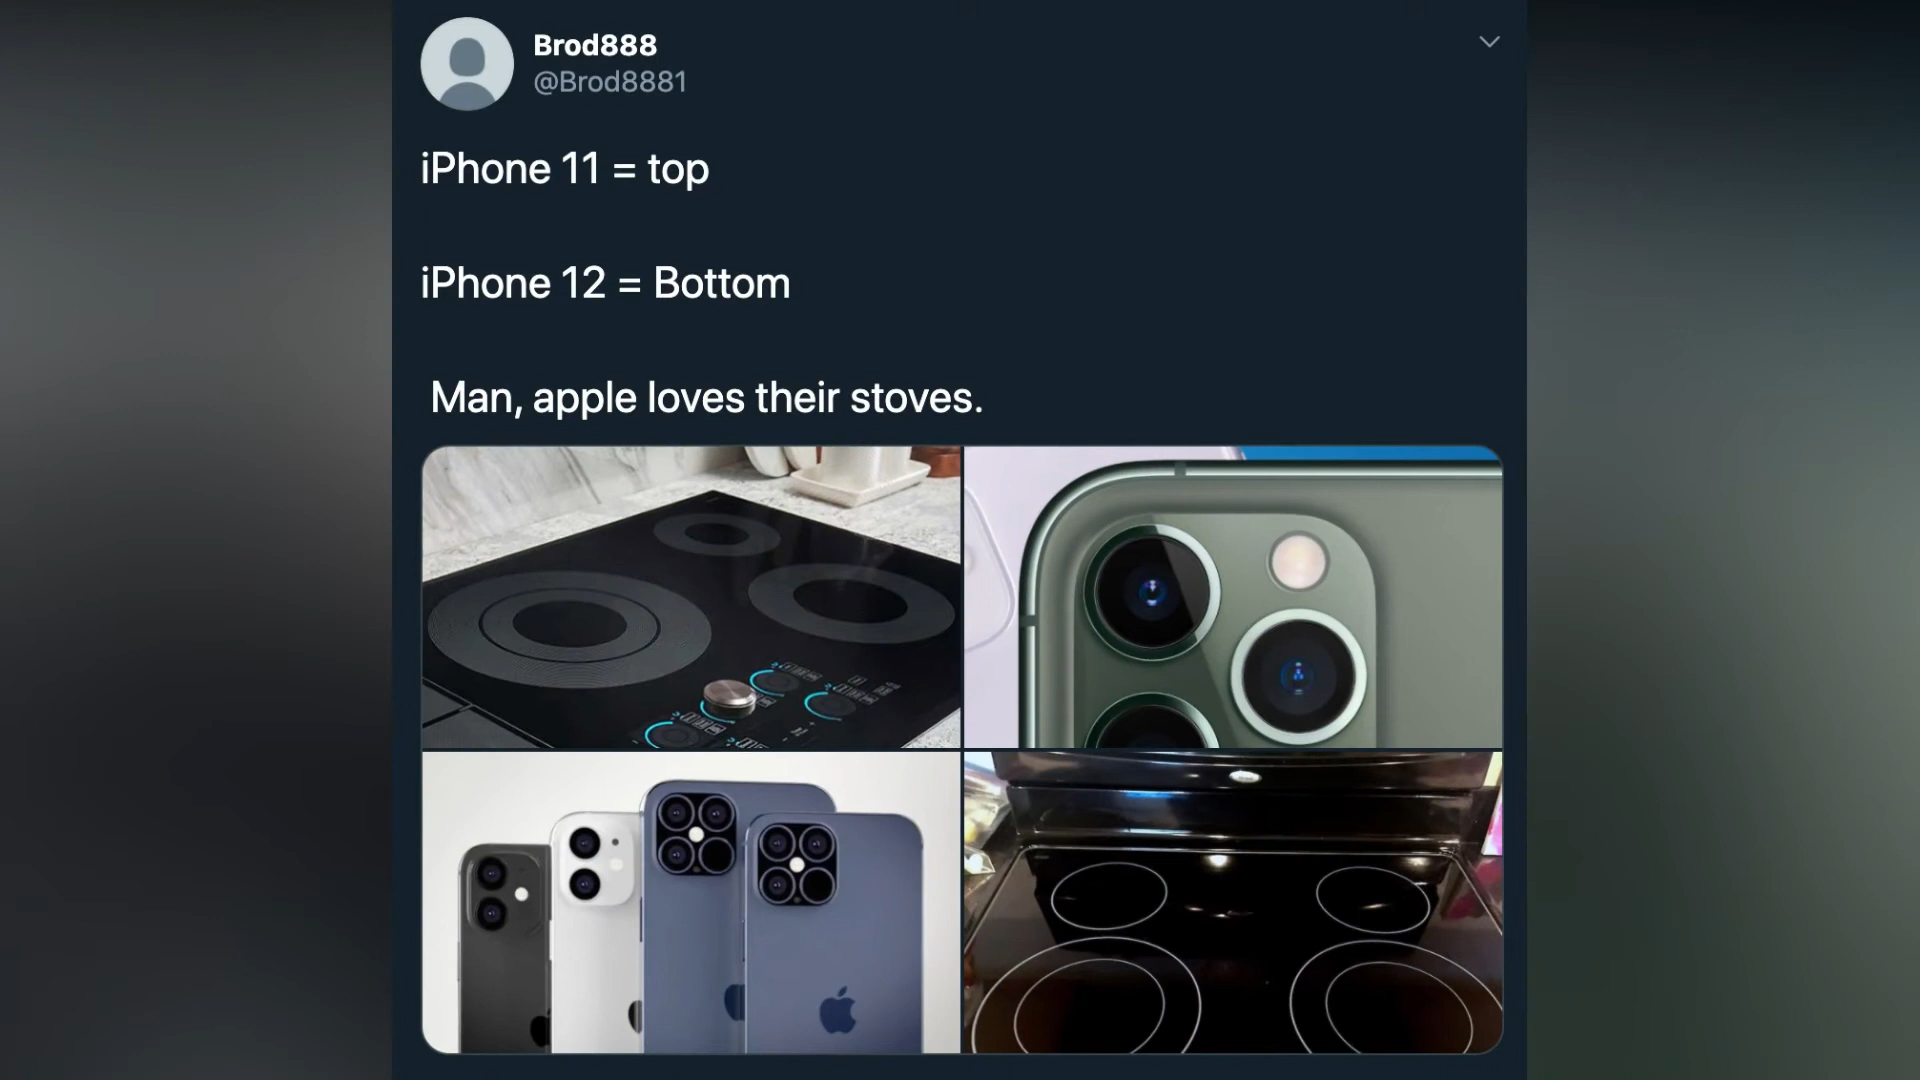 Brod888
@Brod8881
iPhone 11 = top
iPhone 12 = Bottom
Man, apple loves their stoves.